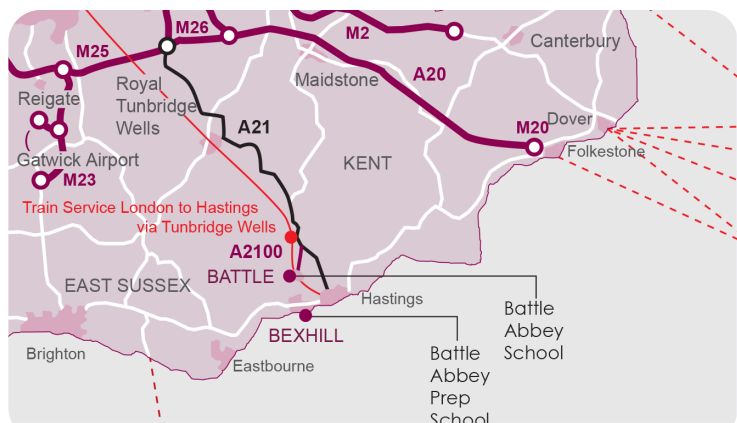 M26
M2
M25
Canterbury
Maidstone
A20
Royal
Tunbridge
Wells
Reigate
A21
Dover
M20
Folkestone
Gatwick Airport
KENT
M23
Train Service London to Hastings
via Tunbridge Wells
A2100
BATTLE
EAST SUSSEX
Hastings
Battle
Abbey
School
BEXHILL
Brighton
Eastbourne
Battle
Abbey
Prep
School